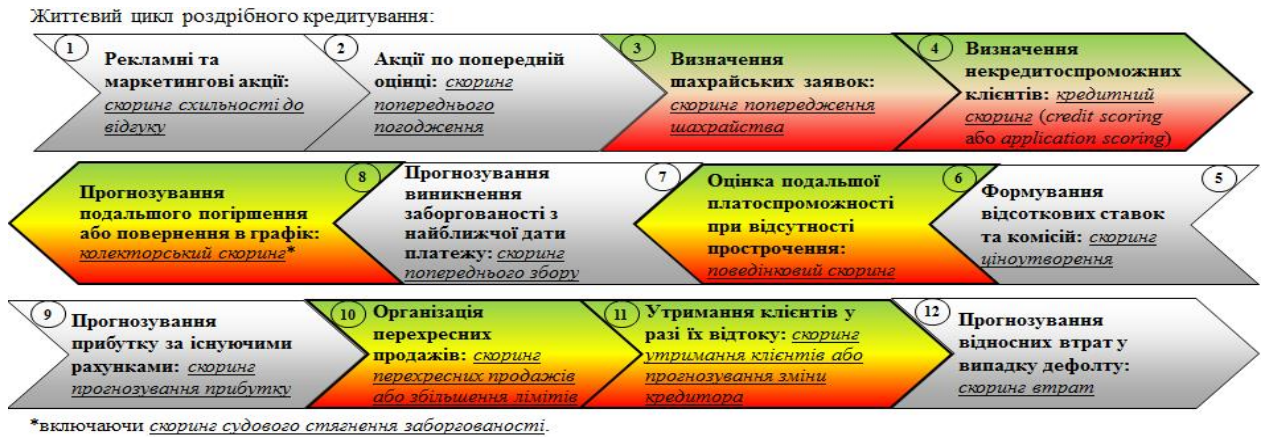 Життєвий цикл роздрібного кредитування:
1
Рекламні та
маркетингові акції:
скоринг схильності до
відгуку
2
Акції по попередній
оцінці: скоринг
попереднього
погодження
3
Визначення
шахрайських заявок:
скоринг попередження
шахрайства
4
Визначення
некредитоспроможних
клієнтів: кредитний
скоринг (credit scoring
або application scoring)
8
Прогнозування
подальшого погіршення
або повернення в графік:
колекторський скоринг*
7
Прогнозування
виникнення
заборгованості з
найближчої дати
платежу: скоринг
попереднього збору
6
Оцінка подальшої
платоспроможності
при відсутності
прострочення:
поведінковий скоринг
5
Формування
відсоткових ставок
та комісій: скоринг
ціноутворення
9
Прогнозування
прибутку за існуючими
рахунками: скоринг
прогнозування прибутку
10
Організація
перехресних
продажів: скоринг
перехресних продажів
або збільшення лімітів
11
Утримання клієнтів у
разі їх відтоку: скоринг
утримання клієнтів або
прогнозування зміни
кредитора
12
Прогнозування
відносних втрат у
випадку дефолту:
скоринг втрат
*включаючи скоринг судового стягнення заборгованості.